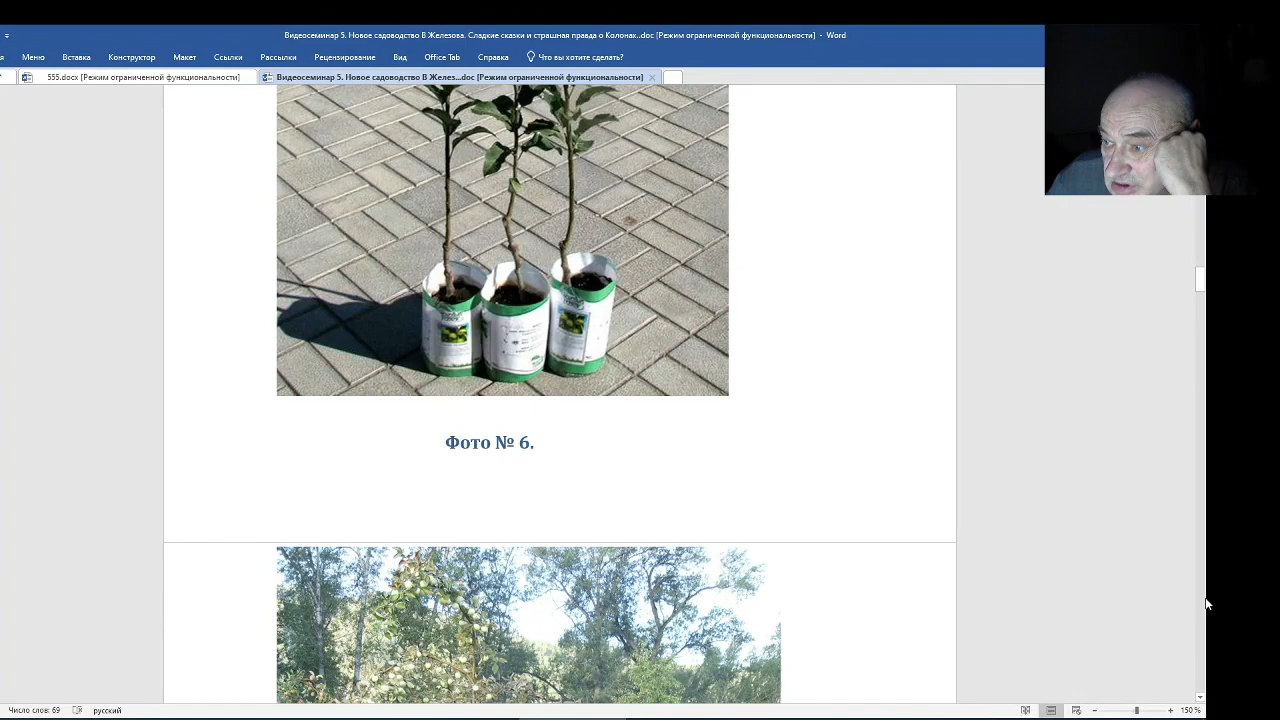 Видеосеминар 5. Новое садоводство В Железова. Сладкие сказки и страшная правда о Колонах..doc [Режим ограниченной функциональности] - Word
я Меню Вставка Конструктор Макет Ссылки Рассылки Рецензирование Вид Office Tab Справка Что вы хотите сделать?
555.docx [Режим ограниченной функциональности] Видеосеминар 5. Новое садоводство В Желез...doc [Режим ограниченной функциональности]
Фото № 6.
Число слов: 69 русский 150 %